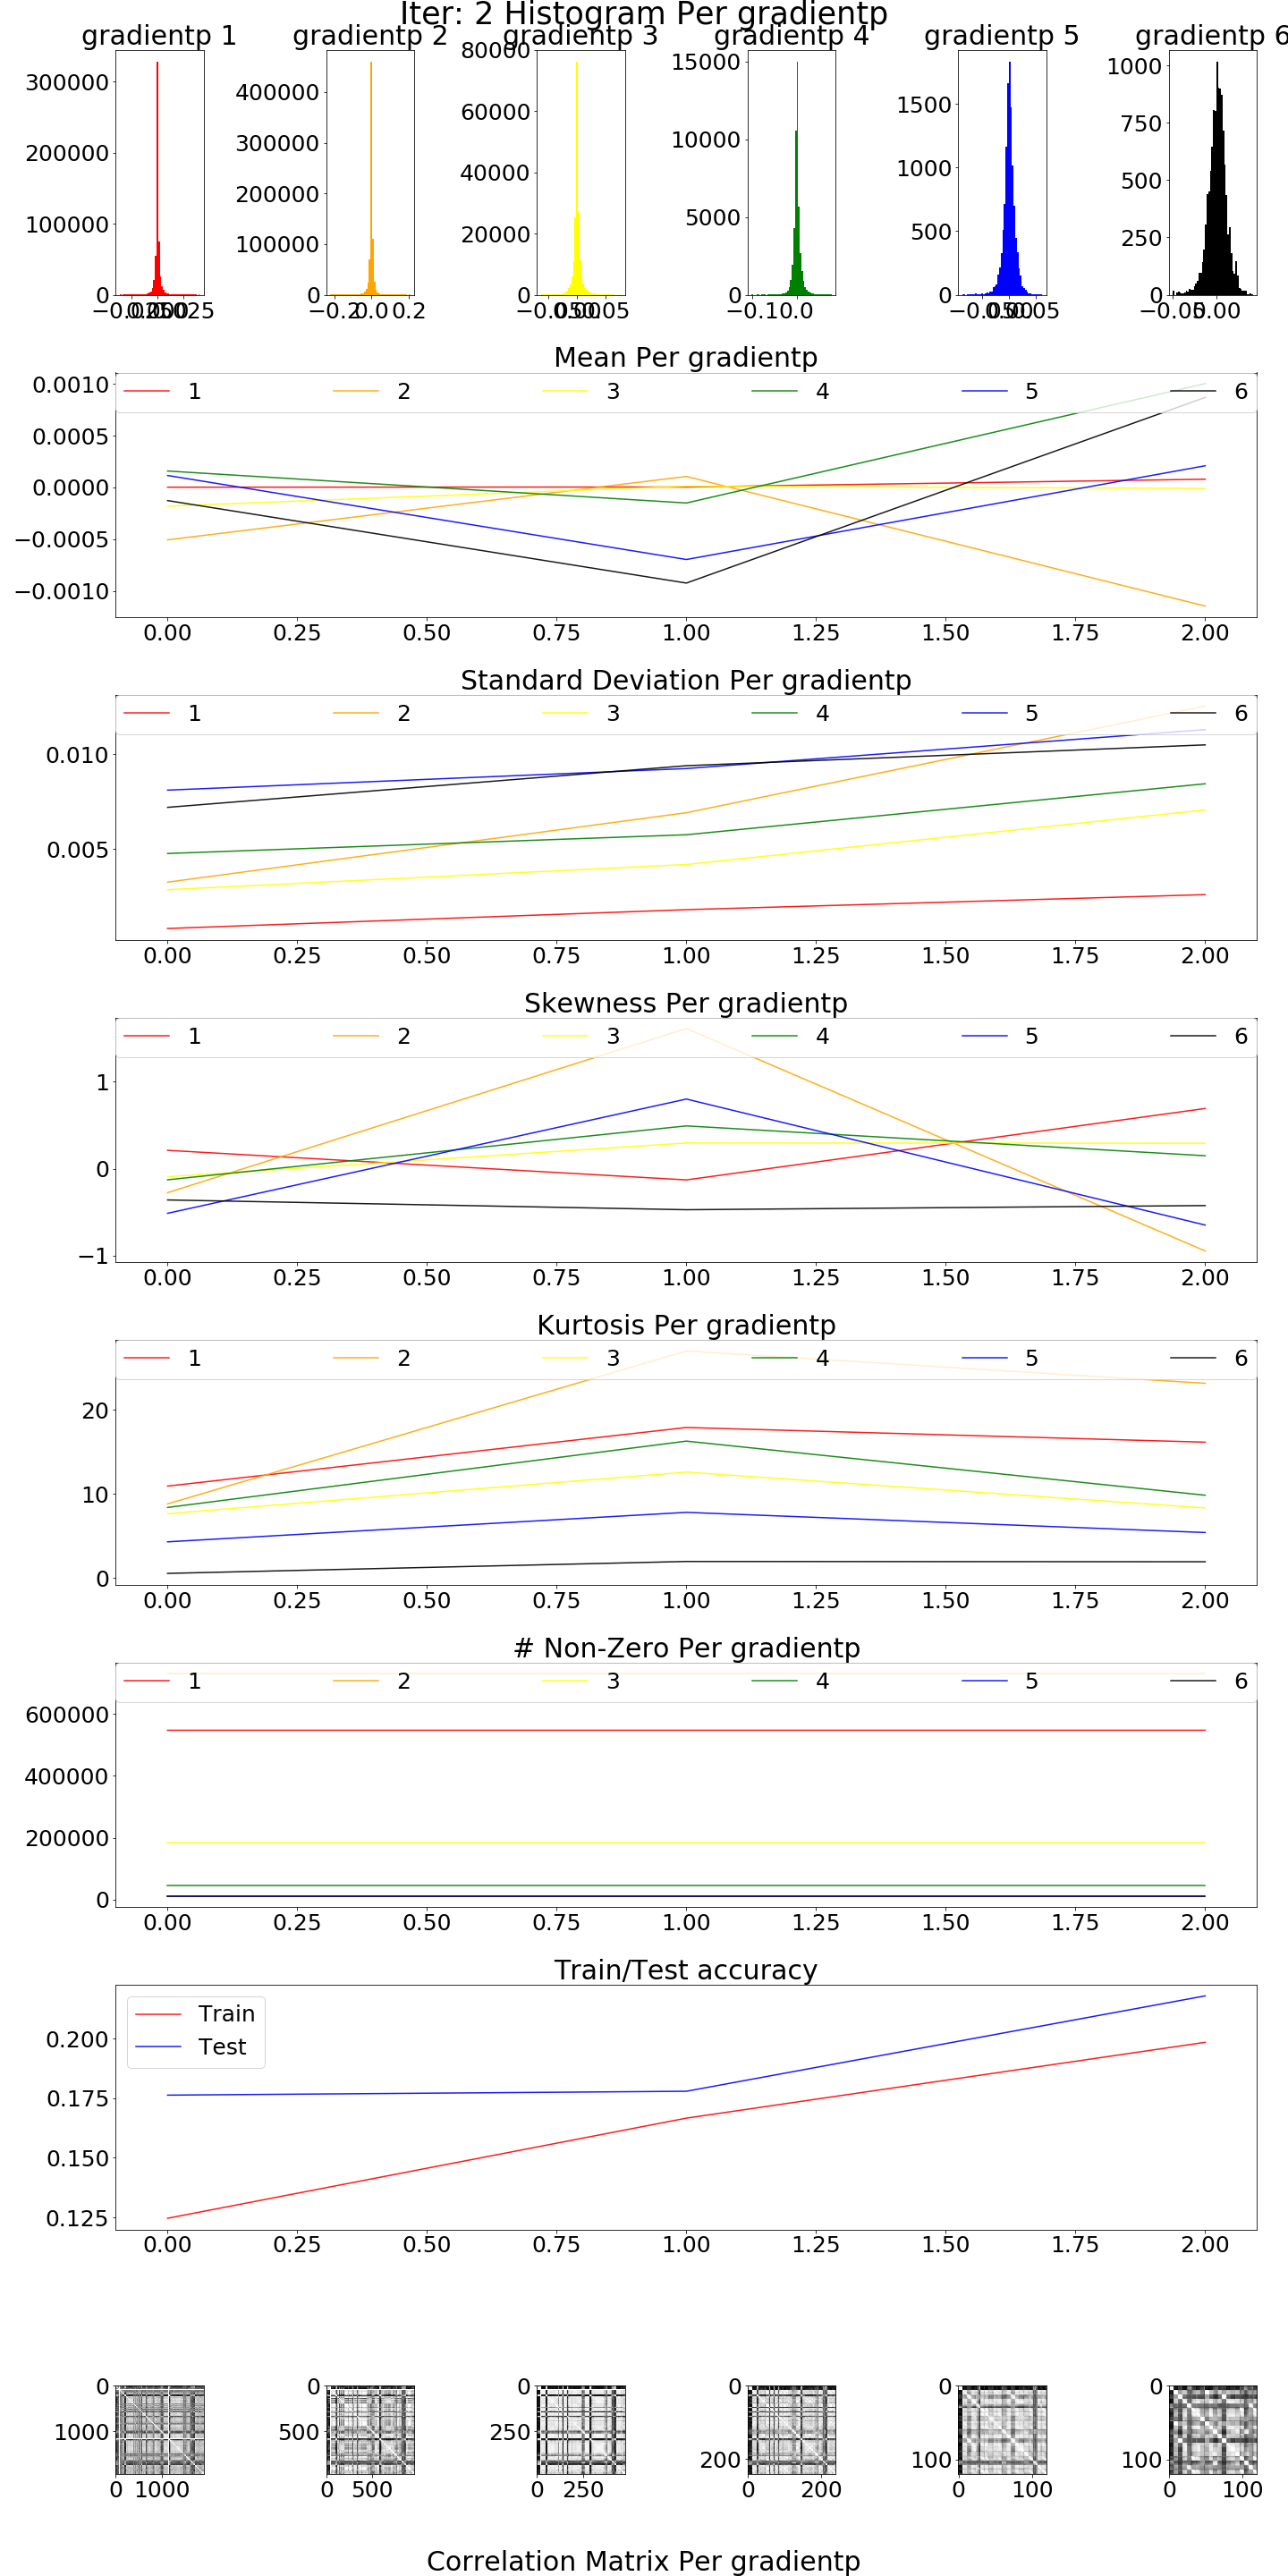 Iter: 2 Histogram Per gradientp
gradientp 1 gradientp 2 gradientp 3 gradientp 4 gradientp 5 gradientp 6
300000 200000 100000 0
400000 300000 200000 100000 0
−0.2 0.0 0.2
80000 60000 40000 20000 0
15000 10000 5000 0
−0.1 0.0
1500 1000 500 0
1000 750 500 250 0
−0.05 0.00
Mean Per gradientp
1 2 3 4 5 6
0.0010
0.0005
0.0000
−0.0005
−0.0010
0.00 0.25 0.50 0.75 1.00 1.25 1.50 1.75 2.00
Standard Deviation Per gradientp
1 2 3 4 5 6
0.010
0.005
0.00 0.25 0.50 0.75 1.00 1.25 1.50 1.75 2.00
Skewness Per gradientp
1 2 3 4 5 6
1
0
−1
0.00 0.25 0.50 0.75 1.00 1.25 1.50 1.75 2.00
Kurtosis Per gradientp
1 2 3 4 5 6
20
10
0
0.00 0.25 0.50 0.75 1.00 1.25 1.50 1.75 2.00
# Non-Zero Per gradientp
1 2 3 4 5 6
600000
400000
200000
0
0.00 0.25 0.50 0.75 1.00 1.25 1.50 1.75 2.00
Train/Test accuracy
Train
Test
0.200
0.175
0.150
0.125
0.00 0.25 0.50 0.75 1.00 1.25 1.50 1.75 2.00
0 0 0 0 0 0
1000 500 250 200 100 100
0 1000 0 500 0 250 0 200 0 100 0 100
Correlation Matrix Per gradientp